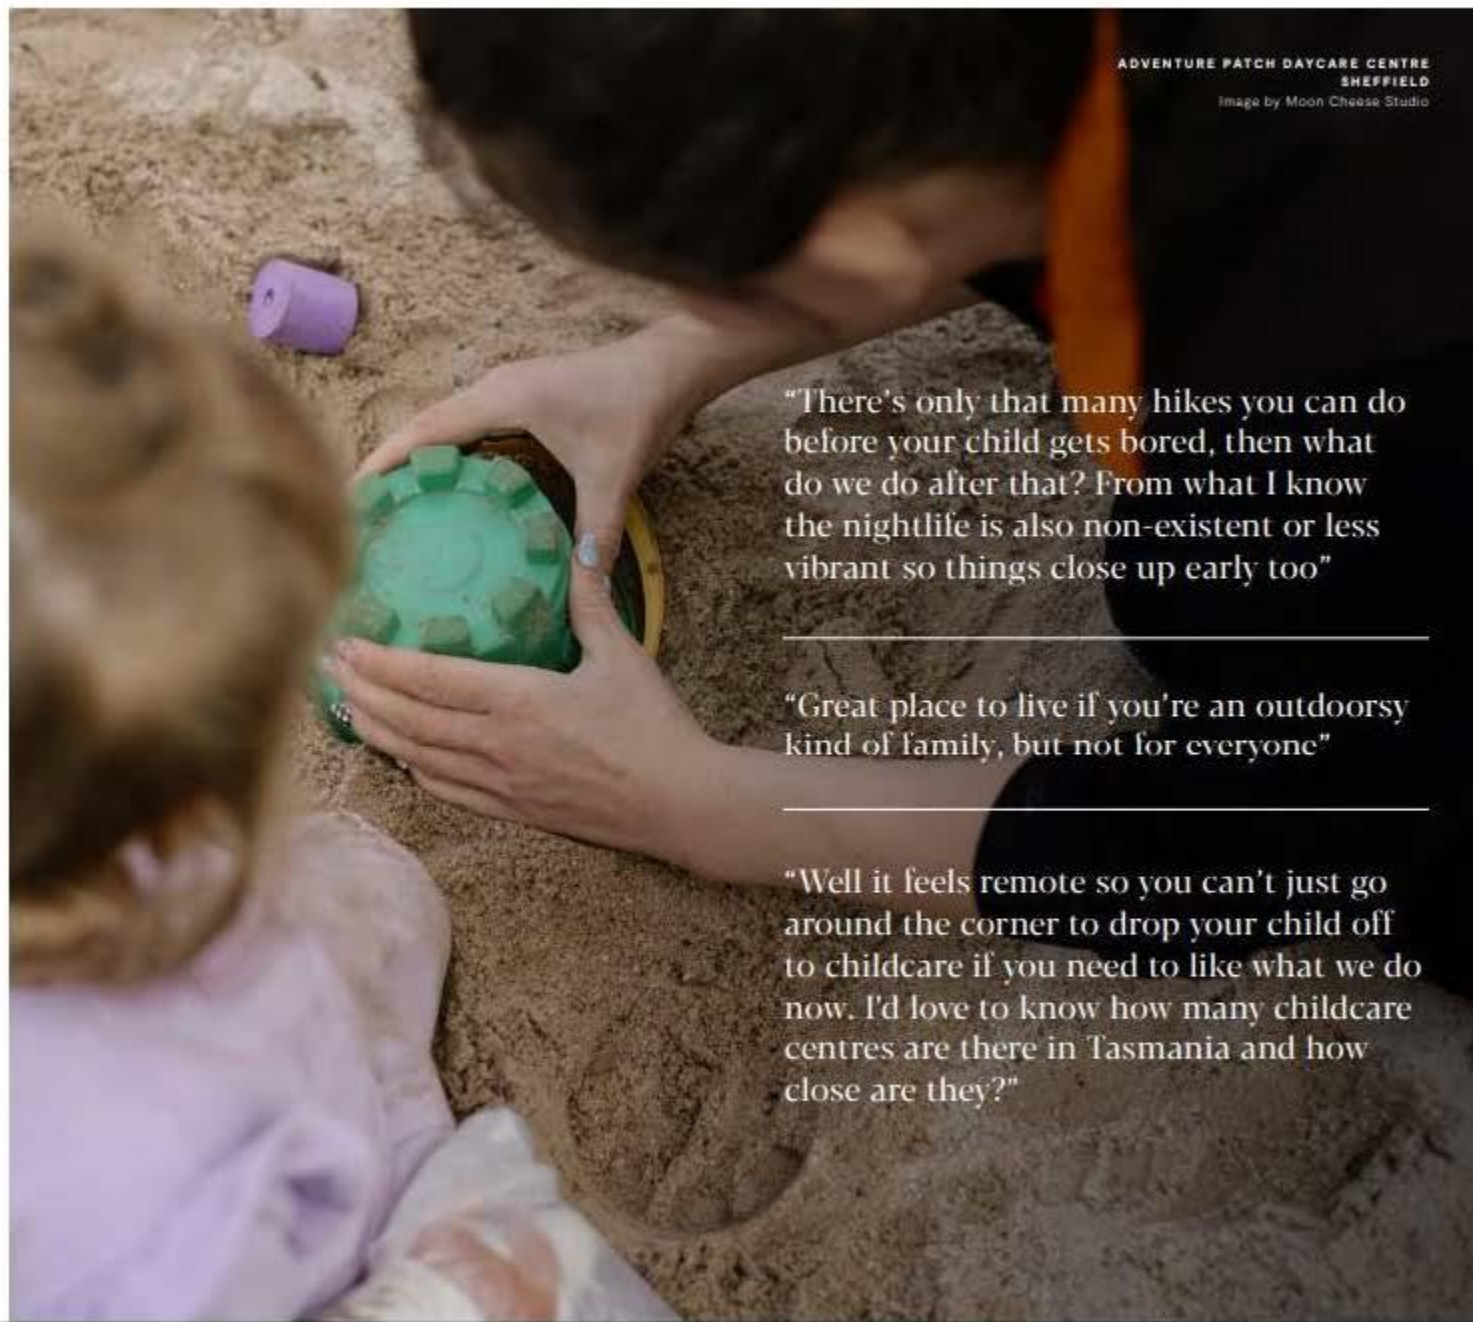 ADVENTURE PATCH DAYCARE CENTRE
SHEFFIELD
Image by Moon Cheese Studio
“There’s only that many hikes you can do
before your child gets bored, then what
do we do after that? From what I know
the nightlife is also non-existent or less
vibrant so things close up early too”
“Great place to live if you’re an outdoorsy
kind of family, but not for everyone”
“Well it feels remote so you can’t just go
around the corner to drop your child off
to childcare if you need to like what we do
now. I'd love to know how many childcare
centres are there in Tasmania and how
close are they?”